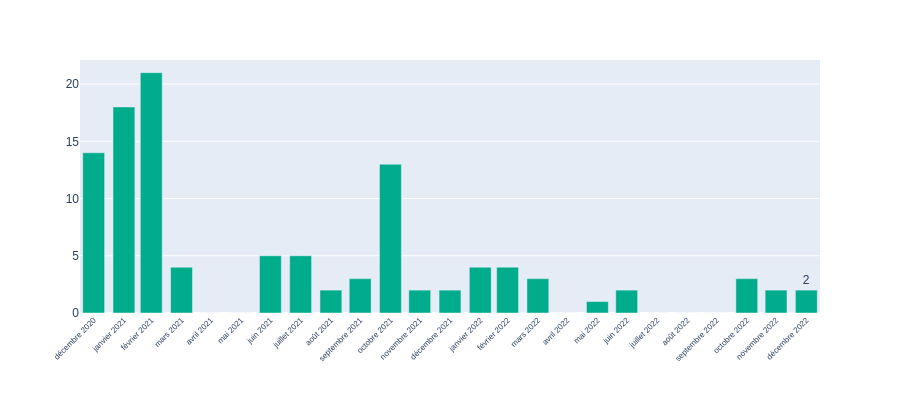 20
15
10
5
0
2
décembre 2020
janvier 2021
février 2021
mars 2021
avril 2021
mai 2021
juin 2021
juillet 2021
août 2021
septembre 2021
octobre 2021
novembre 2021
décembre 2021
janvier 2022
février 2022
mars 2022
avril 2022
mai 2022
juin 2022
juillet 2022
août 2022
septembre 2022
octobre 2022
novembre 2022
décembre 2022